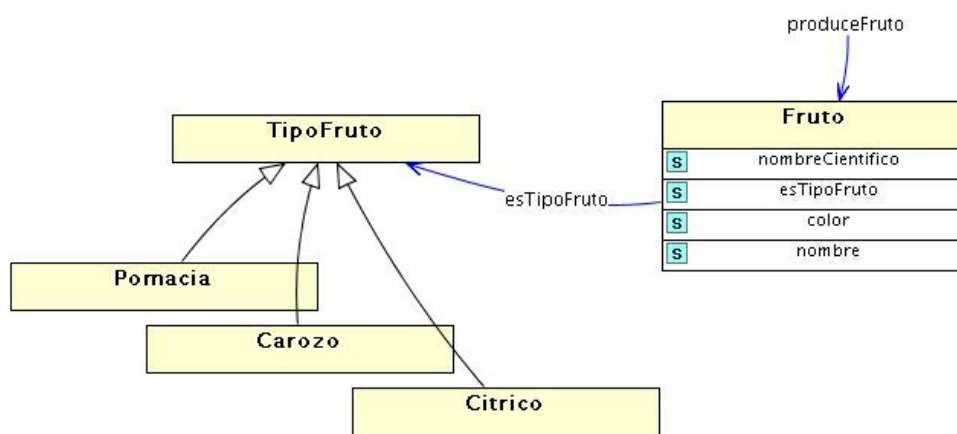 produceFruto
Fruto
S nombreCientifico
S esTipoFruto
S color
S nombre
TipoFruto
esTipoFruto
Pomacia
Carozo
Citrico